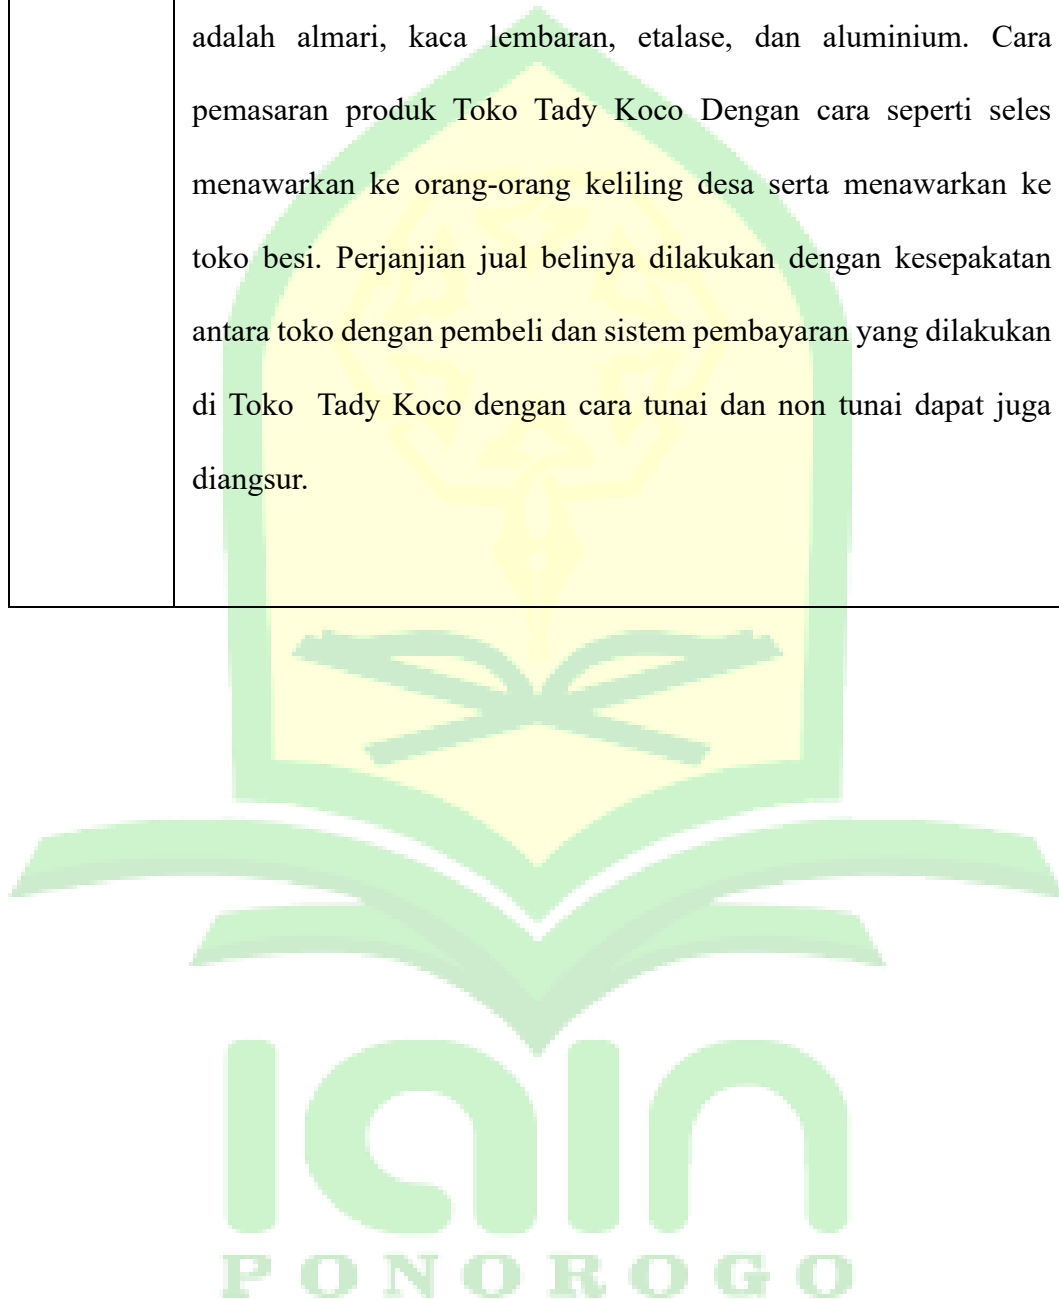 adalah almari, kaca lembaran, etalase, dan aluminium. Cara
pemasaran produk Toko Tady Koco Dengan cara seperti seles
menawarkan ke orang-orang keliling desa serta menawarkan ke
toko besi. Perjanjian jual belinya dilakukan dengan kesepakatan
antara toko dengan pembeli dan sistem pembayaran yang dilakukan
di Toko  Tady Koco dengan cara tunai dan non tunai dapat juga
diangsur.
iain
PONOROGO